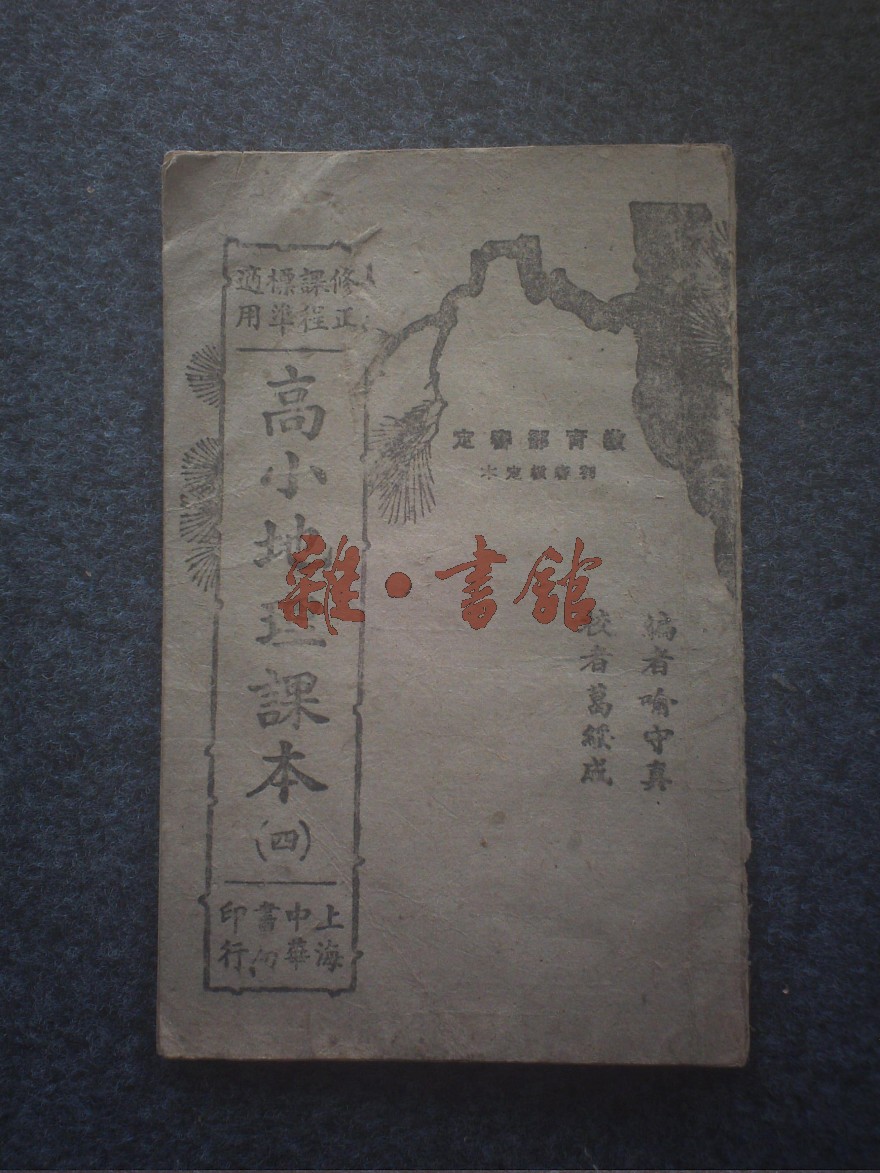 教育部審定
編者喻守真
校者葛綏成
修正課程標準適用
高小地理課本(四)
上海中華書局印行
雜·書館